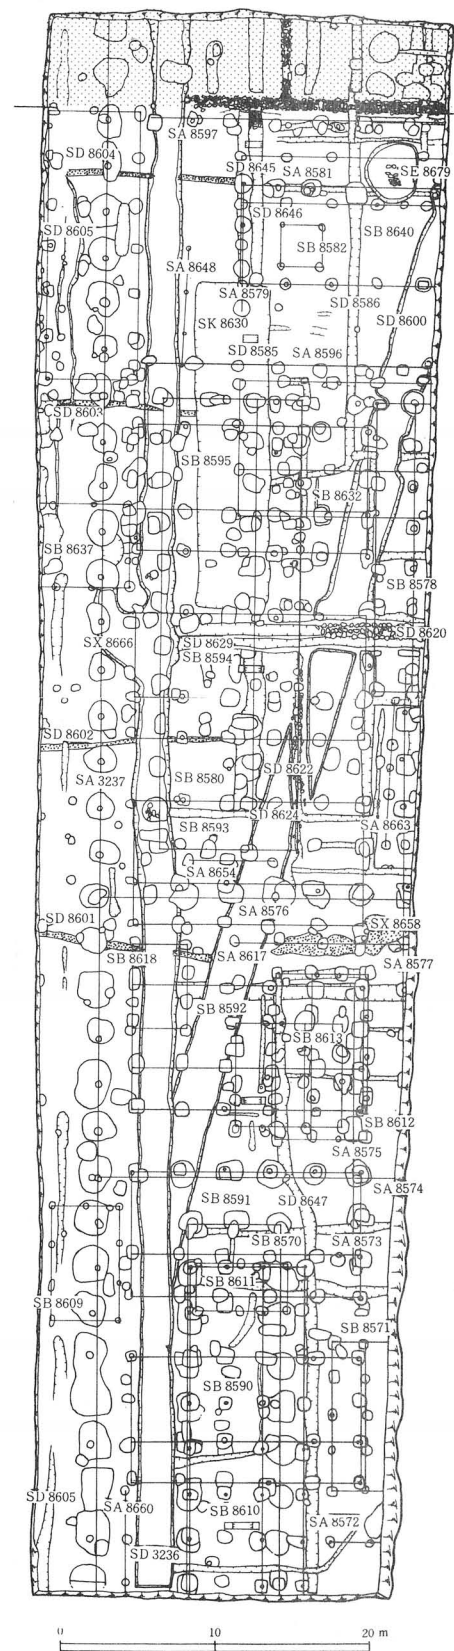 SA 8597
SD 8604
SD 8645
SA 8581
SE 8679
SD 8646
SD 8605
SB 8582
SB 8640
SA 8648
SA 8579
SD 8586
SK 8630
SD 8600
SD 8585
SA 8596
SD 8603
SB 8595
SB 8632
SB 8637
SB 8578
SX 8666
SD 8629
SD 8620
SB 8594
SD 8602
SD 8622
SA 3237
SB 8580
SD 8624
SB 8593
SA 8663
SA 8654
SA 8576
SD 8601
SX 8658
SB 8618
SA 8617
SA 8577
SB 8592
SB 8613
SB 8612
SA 8575
SA 8574
SB 8591
SD 8647
SB 8570
SA 8573
SB 8611
SB 8609
SB 8571
SB 8590
SD 8605
SA 8660
SB 8610
SA 8572
SD 3236
0 10 20 m